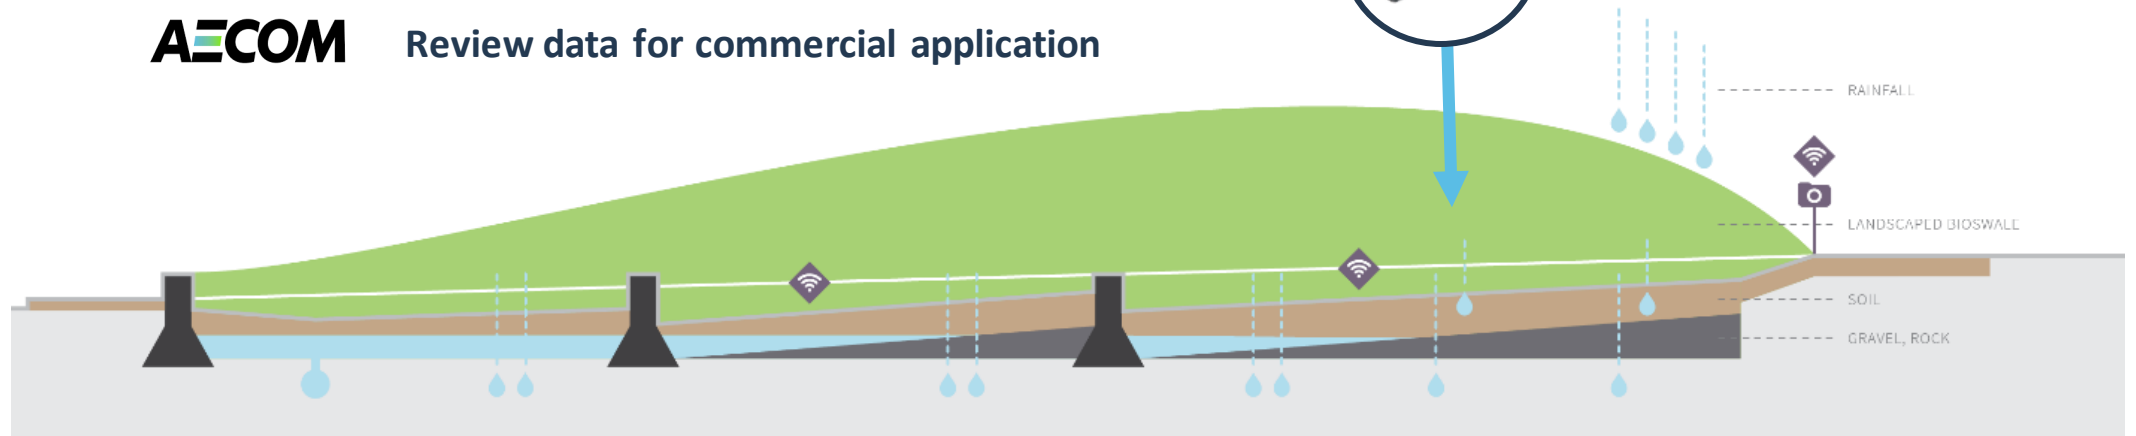 AECOM
Review data for commercial application
RAINFALL
LANDSCAPED BIOSWALE
SOIL
GRAVEL, ROCK